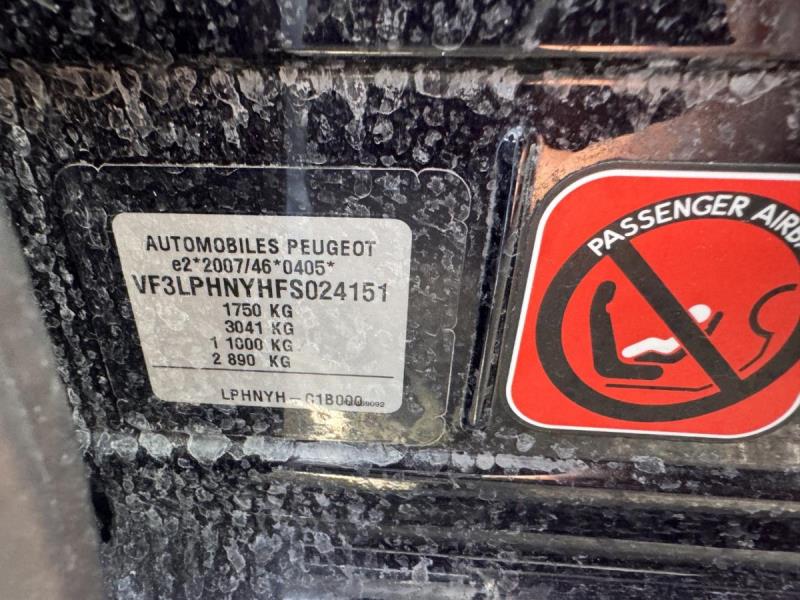 AUTOMOBILES PEUGEOT
e2*2007/46*0405*
VF3LPHNYHFS024151
1750 KG
3041 KG
1 1000 KG
2 890 KG
LPHNYH - G1B000
PASSENGER AIRB